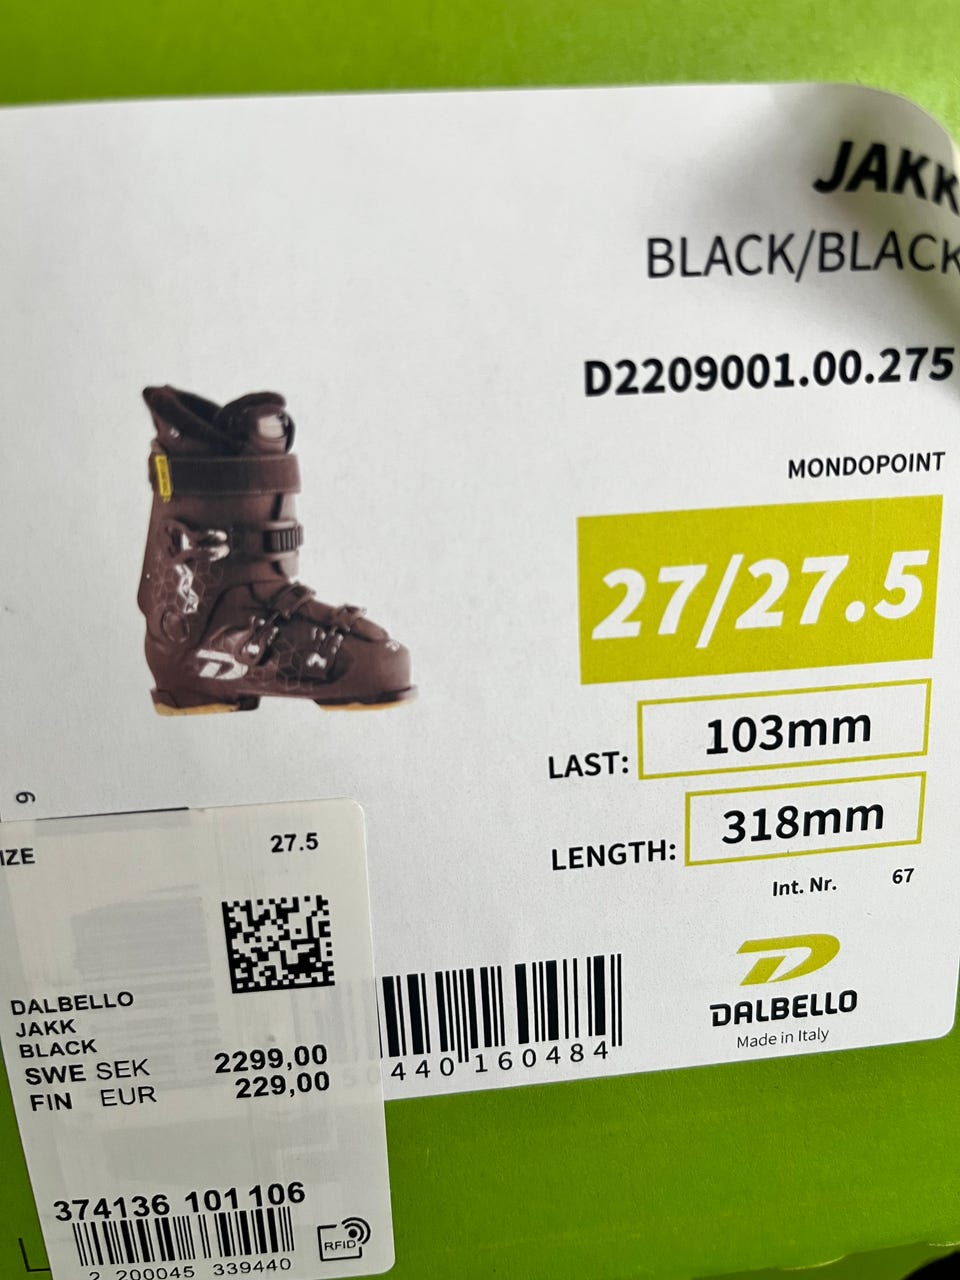 JAKK
BLACK/BLACK
D2209001.00.275
MONDOPOINT
27/27.5
LAST: 103mm
LENGTH: 318mm
Int. Nr. 67
DALBELLO
Made in Italy
440 160484
9
IZE 27.5
DALBELLO
JAKK
BLACK
SWE SEK 2299,00
FIN EUR 229,00
374136 101 106
RFID
2 200045 339440